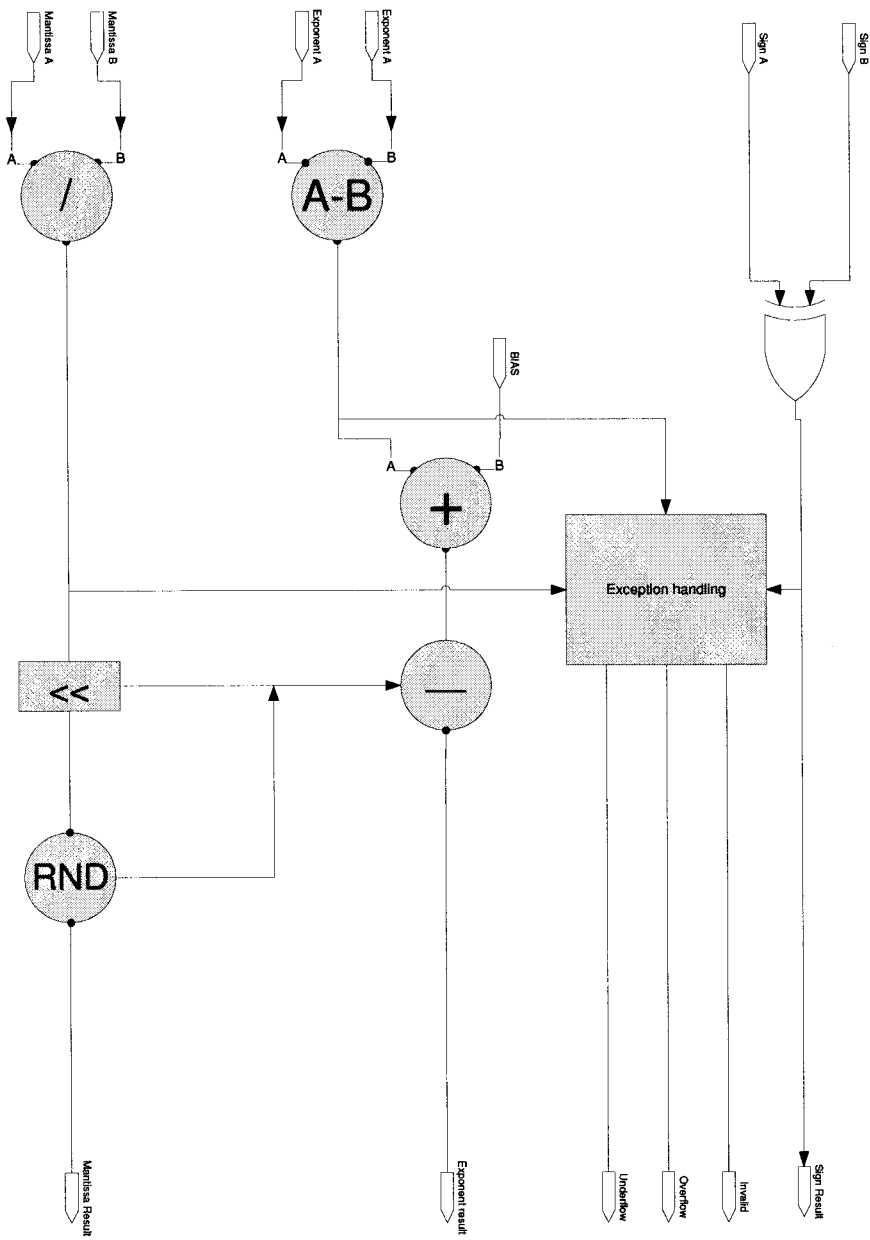 Mantissa A
Mantissa B
Exponent A
Exponent A
Sign A
Sign B
A
B
/
A
B
A-B
BIAS
A
B
+
Exception handling
<<
—
RND
Mantissa Result
Exponent result
Underflow
Overflow
Invalid
Sign Result